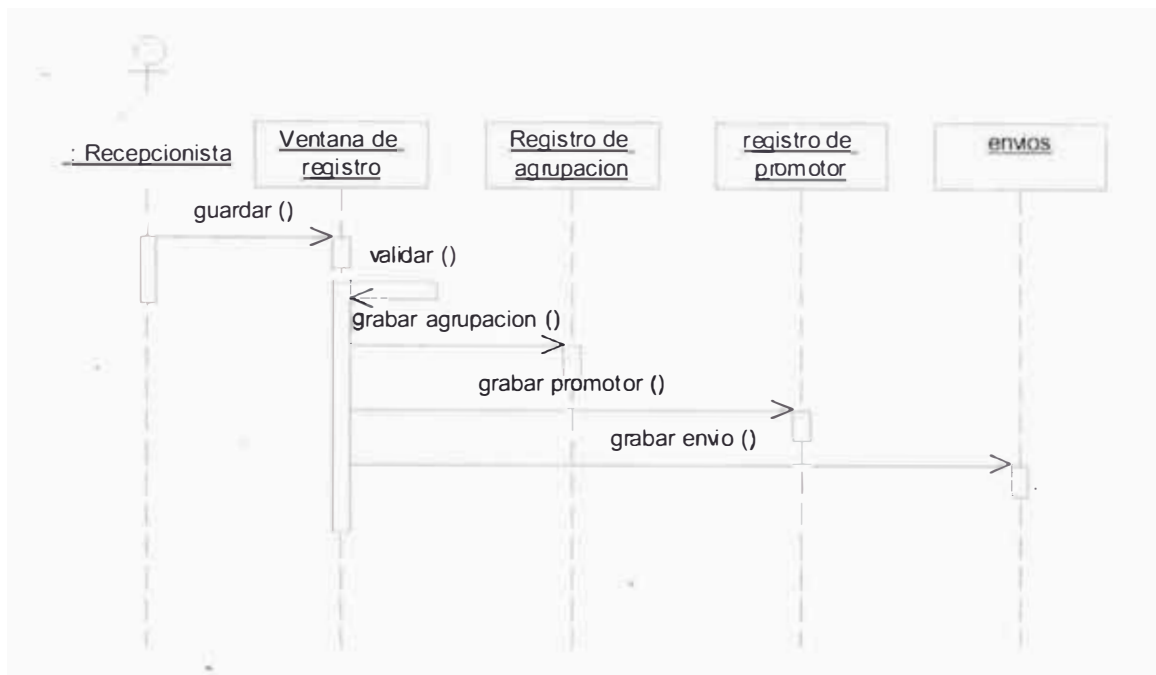 : Recepcionista
Ventana de
registro
Registro de
agrupacion
registro de
promotor
envios
guardar ()
validar ()
grabar agrupacion ()
grabar promotor ()
grabar envio ()